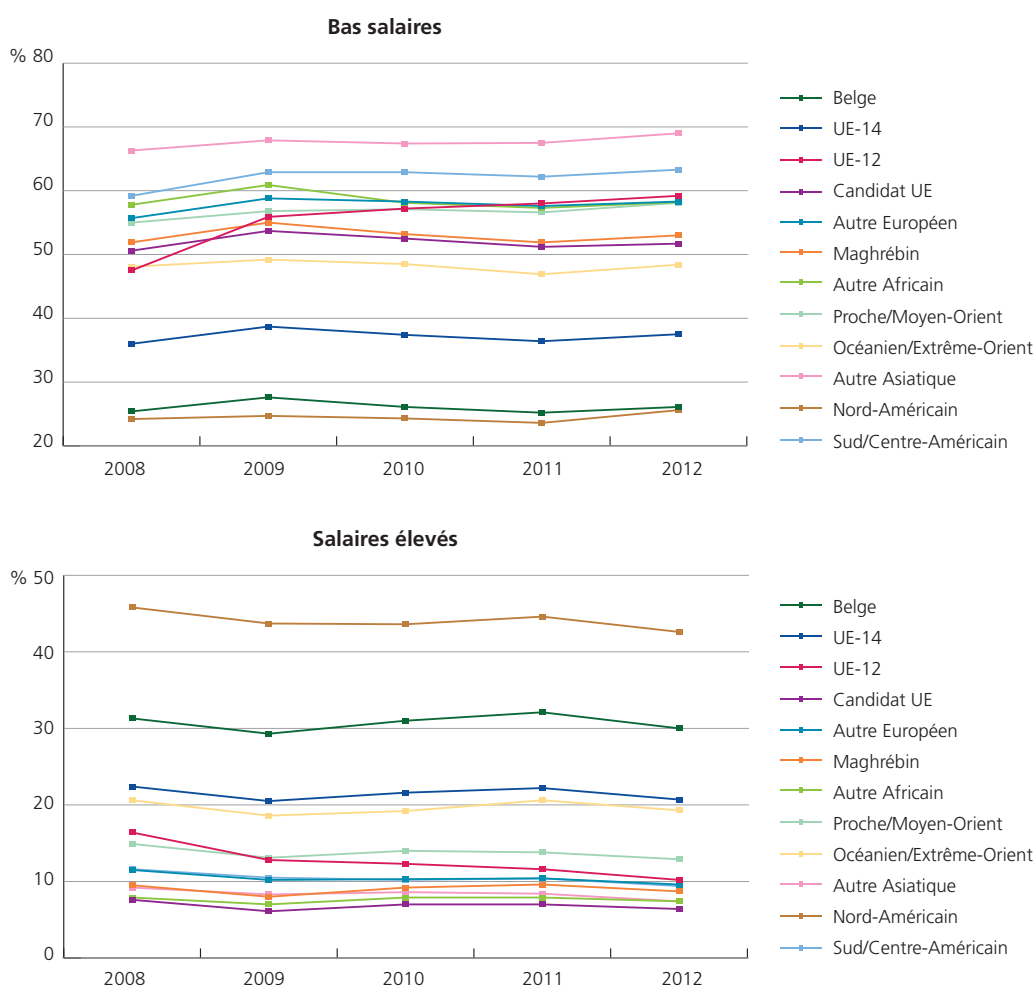 Bas salaires
% 80
70
60
50
40
30
20
2008 2009 2010 2011 2012
Belge
UE-14
UE-12
Candidat UE
Autre Européen
Maghrébin
Autre Africain
Proche/Moyen-Orient
Océanien/Extrême-Orient
Autre Asiatique
Nord-Américain
Sud/Centre-Américain
Salaires élevés
% 50
40
30
20
10
0
2008 2009 2010 2011 2012
Belge
UE-14
UE-12
Candidat UE
Autre Européen
Maghrébin
Autre Africain
Proche/Moyen-Orient
Océanien/Extrême-Orient
Autre Asiatique
Nord-Américain
Sud/Centre-Américain